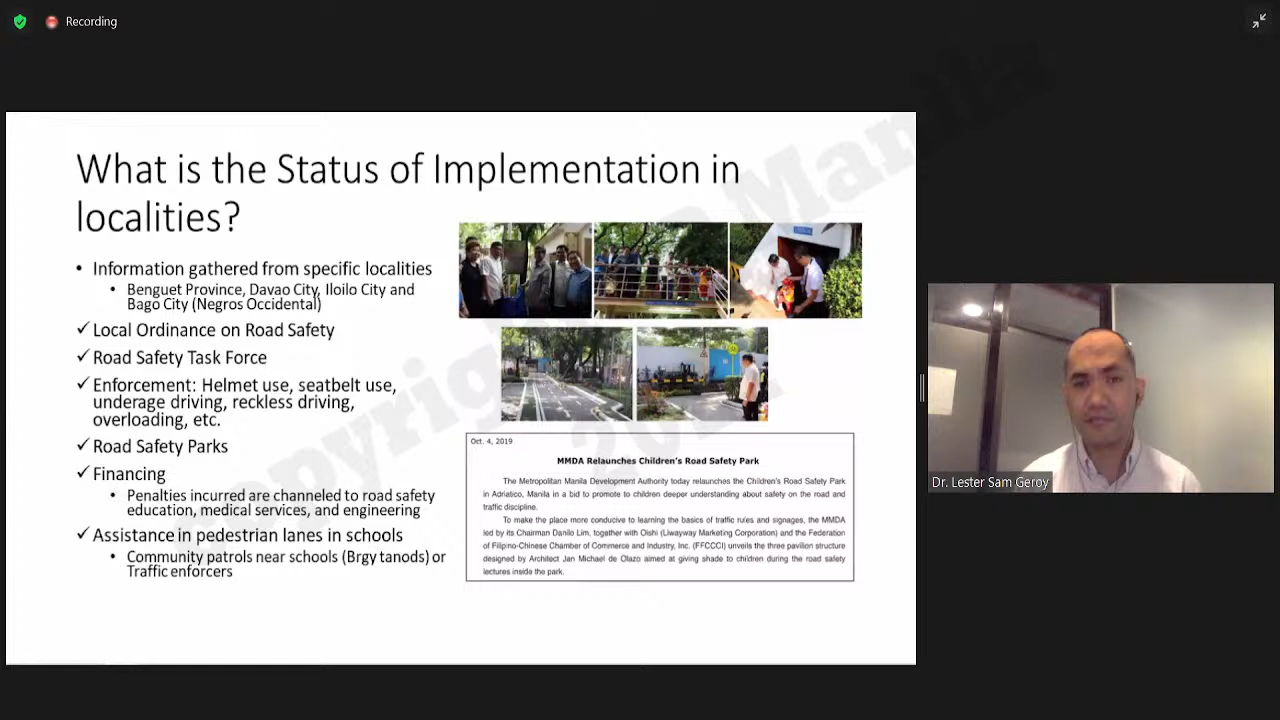 Recording
What is the Status of Implementation in
localities?
• Information gathered from specific localities
• Benguet Province, Davao City, Iloilo City and
Bago City (Negros Occidental)
✓ Local Ordinance on Road Safety
✓ Road Safety Task Force
✓ Enforcement: Helmet use, seatbelt use,
underage driving, reckless driving,
overloading, etc.
✓ Road Safety Parks
✓ Financing
• Penalties incurred are channeled to road safety
education, medical services, and engineering
✓ Assistance in pedestrian lanes in schools
• Community patrols near schools (Brgy tanods) or
Traffic enforcers
Oct. 4, 2019
MMDA Relaunches Children's Road Safety Park
The Metropolitan Manila Development Authority today relaunches the Children's Road Safety Park
in Adriatico, Manila in a bid to promote to children deeper understanding about safety on the road and
traffic discipline.
To make the place more conducive to learning the basics of traffic rules and signages, the MMDA
led by its Chairman Danilo Lim, together with Oishi (Liwayway Marketing Corporation) and the Federation
of Filipino-Chinese Chamber of Commerce and Industry, Inc. (FFCCCI) unveils the three pavilion structure
designed by Architect Jan Michael de Olazo aimed at giving shade to children during the road safety
lectures inside the park.
Dr. Lester Sam Geroy